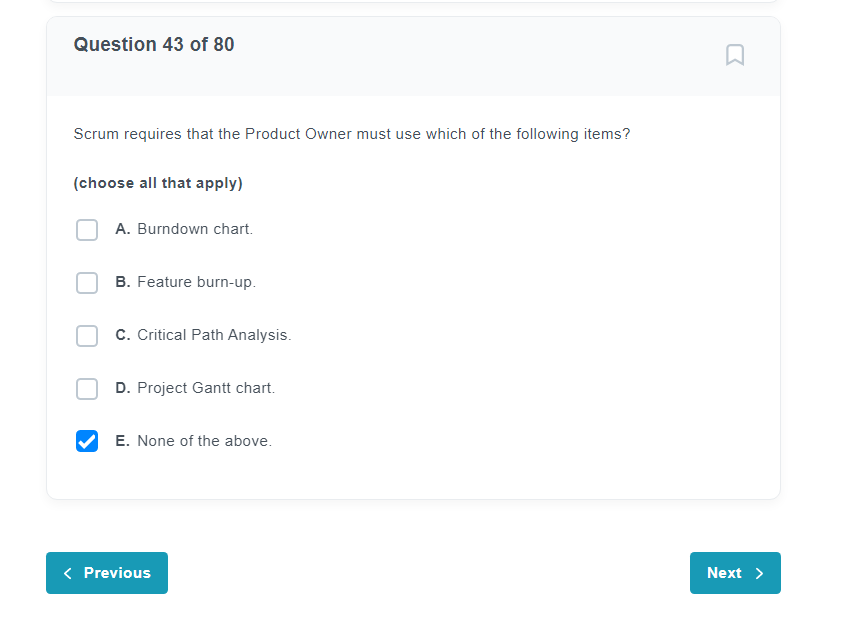 Question 43 of 80
Scrum requires that the Product Owner must use which of the following items?
(choose all that apply)
A. Burndown chart.
B. Feature burn-up.
C. Critical Path Analysis.
D. Project Gantt chart.
E. None of the above.
Previous
Next